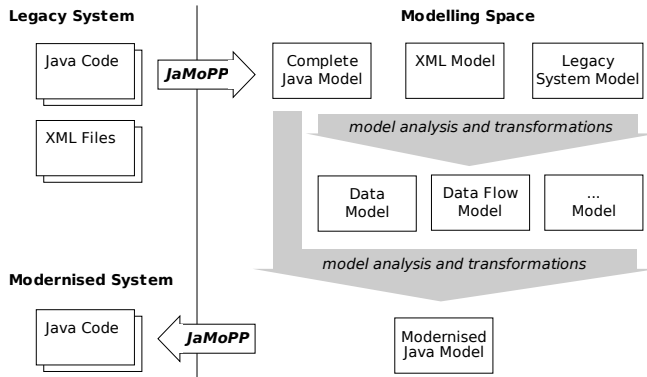 Legacy System
Modelling Space
Java Code
JaMoPP
Complete
Java Model
XML Model
Legacy
System Model
XML Files
model analysis and transformations
Data
Model
Data Flow
Model
...
Model
model analysis and transformations
Modernised System
Java Code
JaMoPP
Modernised
Java Model